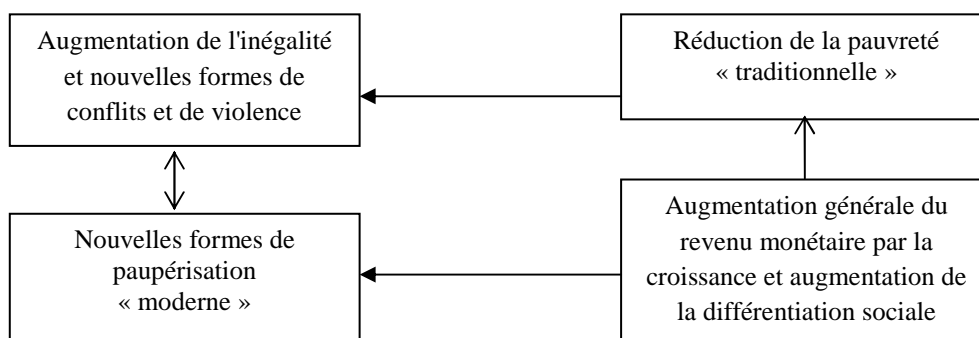 Augmentation de l'inégalité
et nouvelles formes de
conflits et de violence
Réduction de la pauvreté
« traditionnelle »
Nouvelles formes de
paupérisation
« moderne »
Augmentation générale du
revenu monétaire par la
croissance et augmentation de
la différentiation sociale